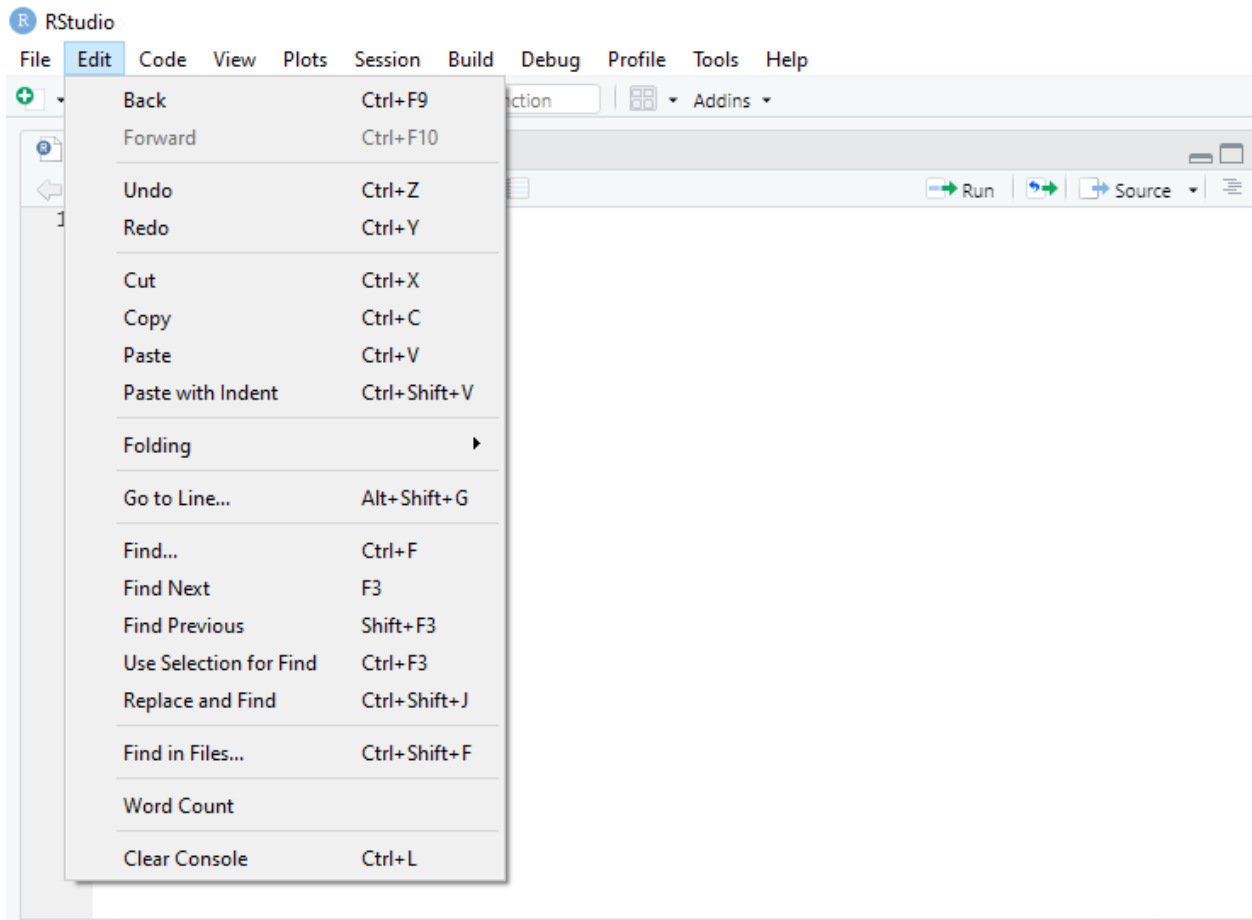 R RStudio
File Edit Code View Plots Session Build Debug Profile Tools Help
Addins
Run Source
1
Back Ctrl+F9
Forward Ctrl+F10
Undo Ctrl+Z
Redo Ctrl+Y
Cut Ctrl+X
Copy Ctrl+C
Paste Ctrl+V
Paste with Indent Ctrl+Shift+V
Folding
Go to Line... Alt+Shift+G
Find... Ctrl+F
Find Next F3
Find Previous Shift+F3
Use Selection for Find Ctrl+F3
Replace and Find Ctrl+Shift+J
Find in Files... Ctrl+Shift+F
Word Count
Clear Console Ctrl+L